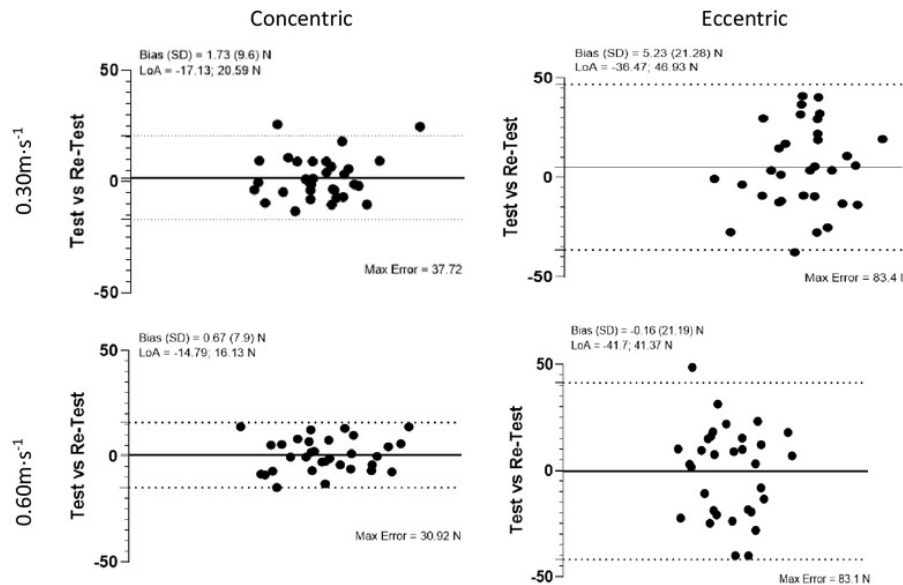 Concentric
Eccentric
0.30m·s⁻¹
Bias (SD) = 1.73 (9.6) N
LoA = -17.13; 20.59 N
Test vs Re-Test
50
0
-50
Max Error = 37.72
Bias (SD) = 5.23 (21.28) N
LoA = -36.47; 46.93 N
Test vs Re-Test
50
0
-50
Max Error = 83.4 I
0.60m·s⁻¹
Bias (SD) = 0.67 (7.9) N
LoA = -14.79; 16.13 N
Test vs Re-Test
50
0
-50
Max Error = 30.92 N
Bias (SD) = -0.16 (21.19) N
LoA = -41.7; 41.37 N
Test vs Re-Test
50
0
-50
Max Error = 83.1 N